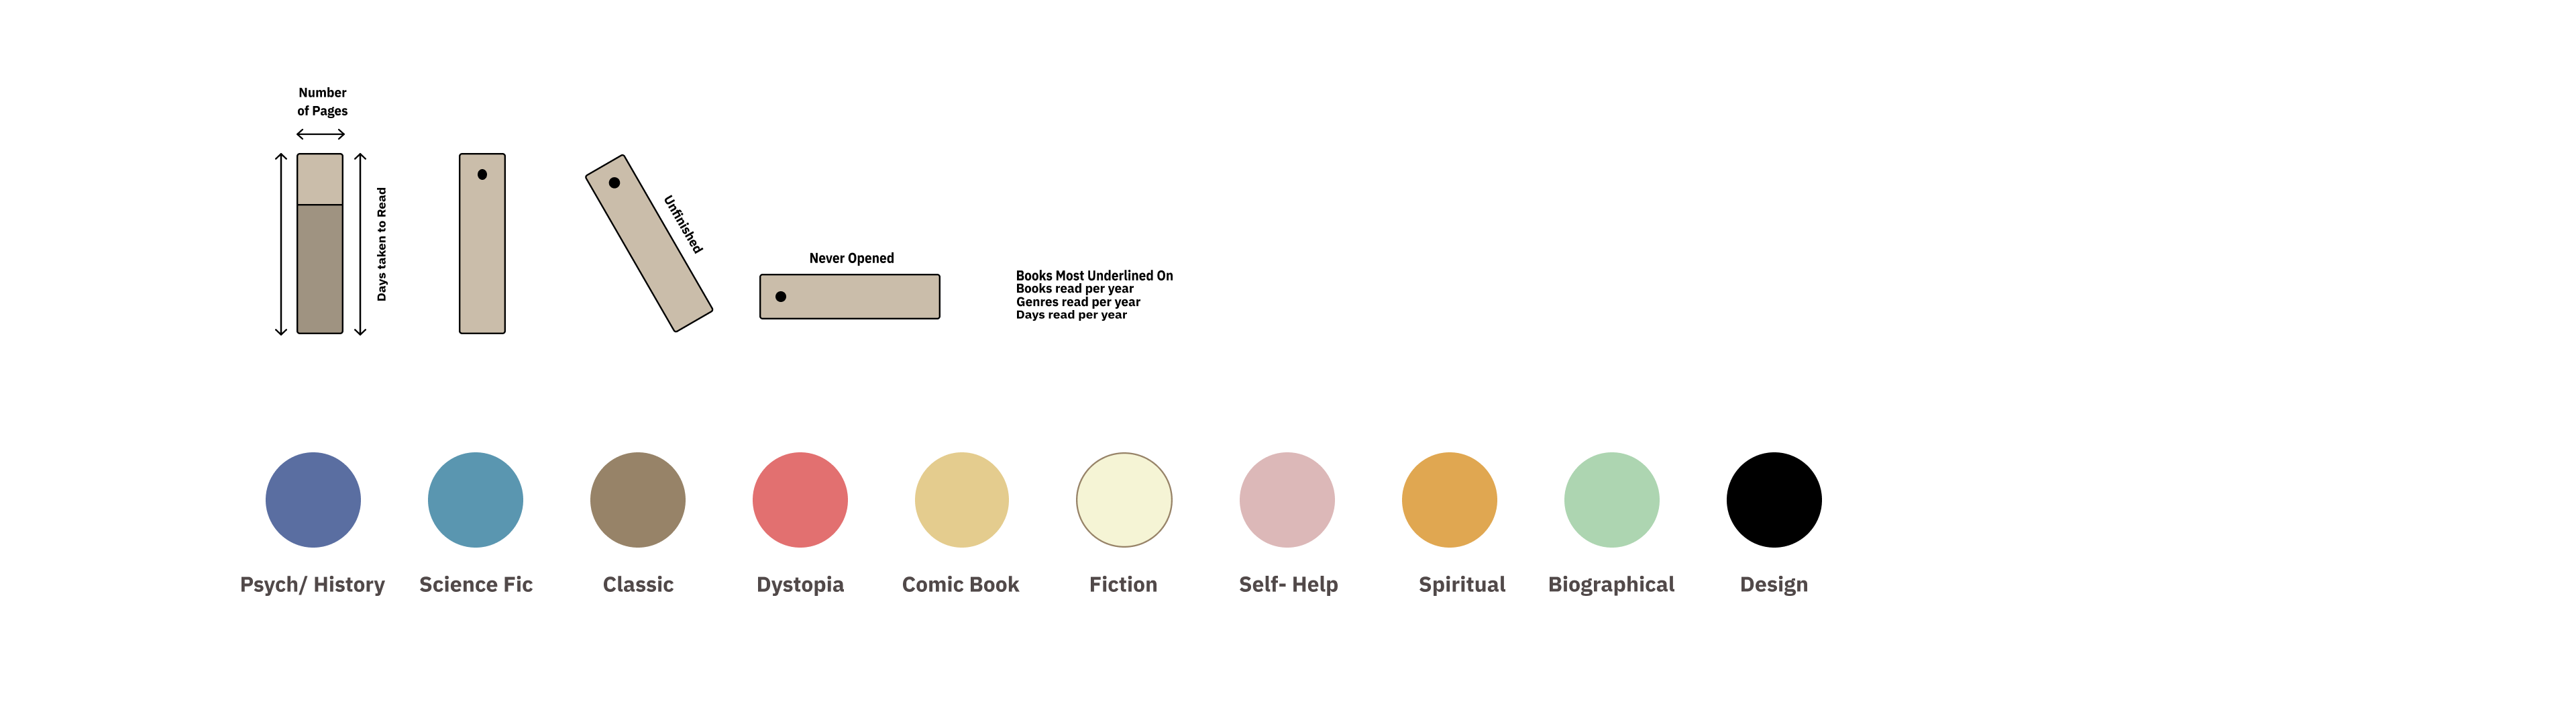 Number
of Pages
Days taken to Read
Unfinished
Never Opened
Books Most Underlined On
Books read per year
Genres read per year
Days read per year
Psych/ History
Science Fic
Classic
Dystopia
Comic Book
Fiction
Self- Help
Spiritual
Biographical
Design